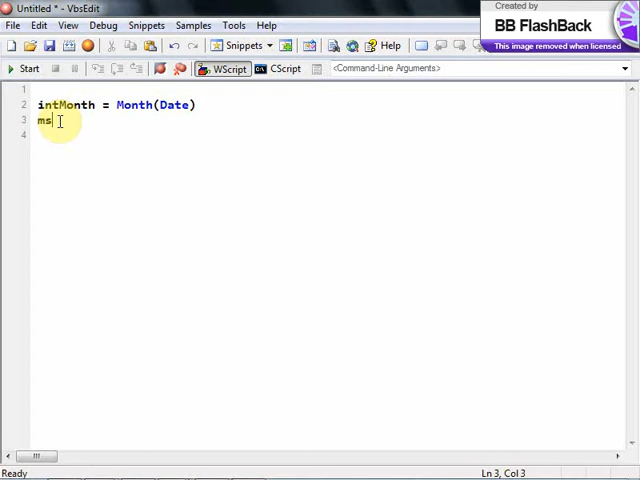 Untitled * - VbsEdit
Created by
BB FlashBack
This image removed when licensed
File Edit View Debug Snippets Samples Tools Help
Snippets Help
Start WScript CScript <Command-Line Arguments>
1
2 intMonth = Month(Date)
3 ms
4
Ready Ln 3, Col 3